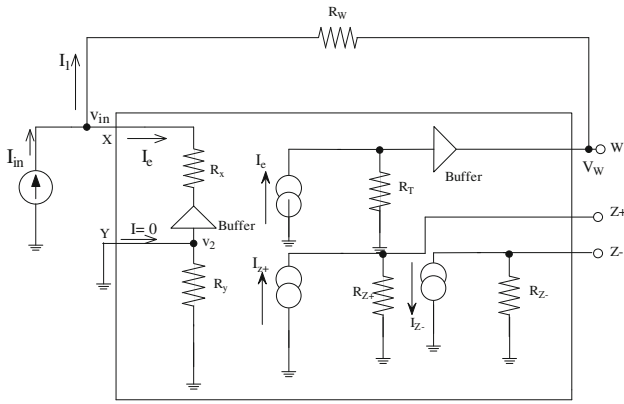 R_W
I_1
v_in
X
I_e
I_in
R_x
Buffer
Y
I= 0
v_2
R_y
I_e
R_T
Buffer
W
V_W
Z+
Z-
I_z+
R_Z+
I_Z-
R_Z-